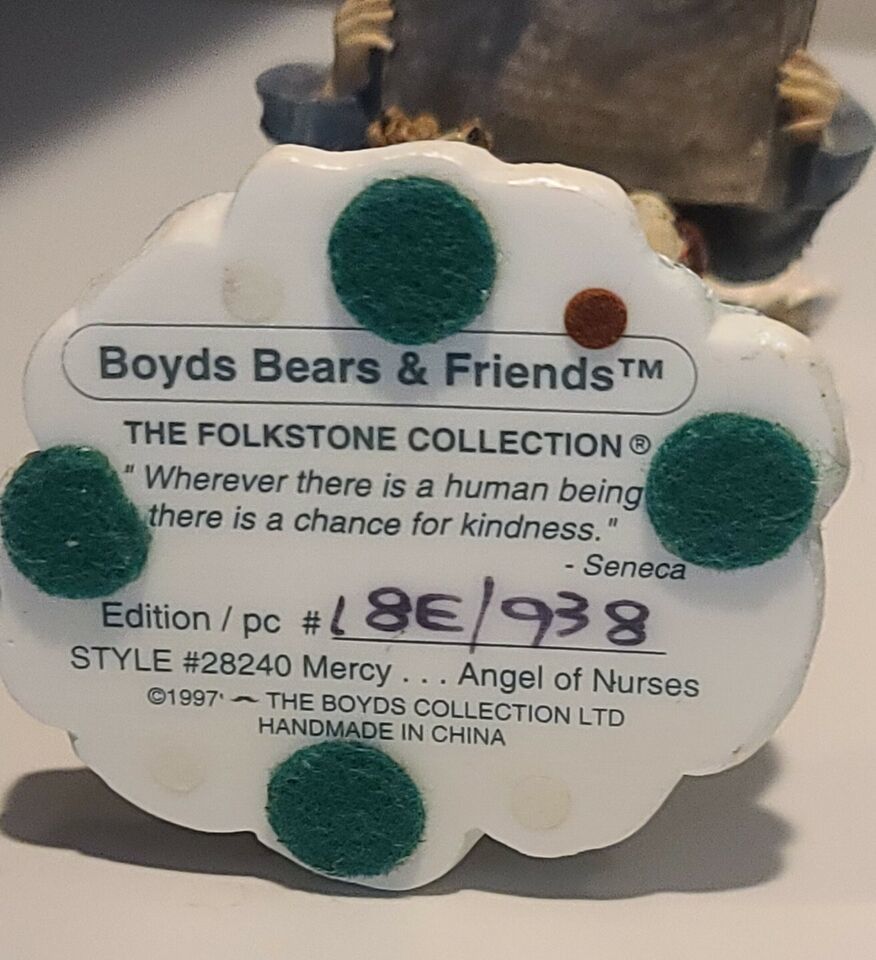 Boyds Bears & Friends™
THE FOLKSTONE COLLECTION®
" Wherever there is a human being
there is a chance for kindness."
- Seneca
Edition / pc # 18E/938
STYLE #28240 Mercy . . . Angel of Nurses
©1997 THE BOYDS COLLECTION LTD
HANDMADE IN CHINA